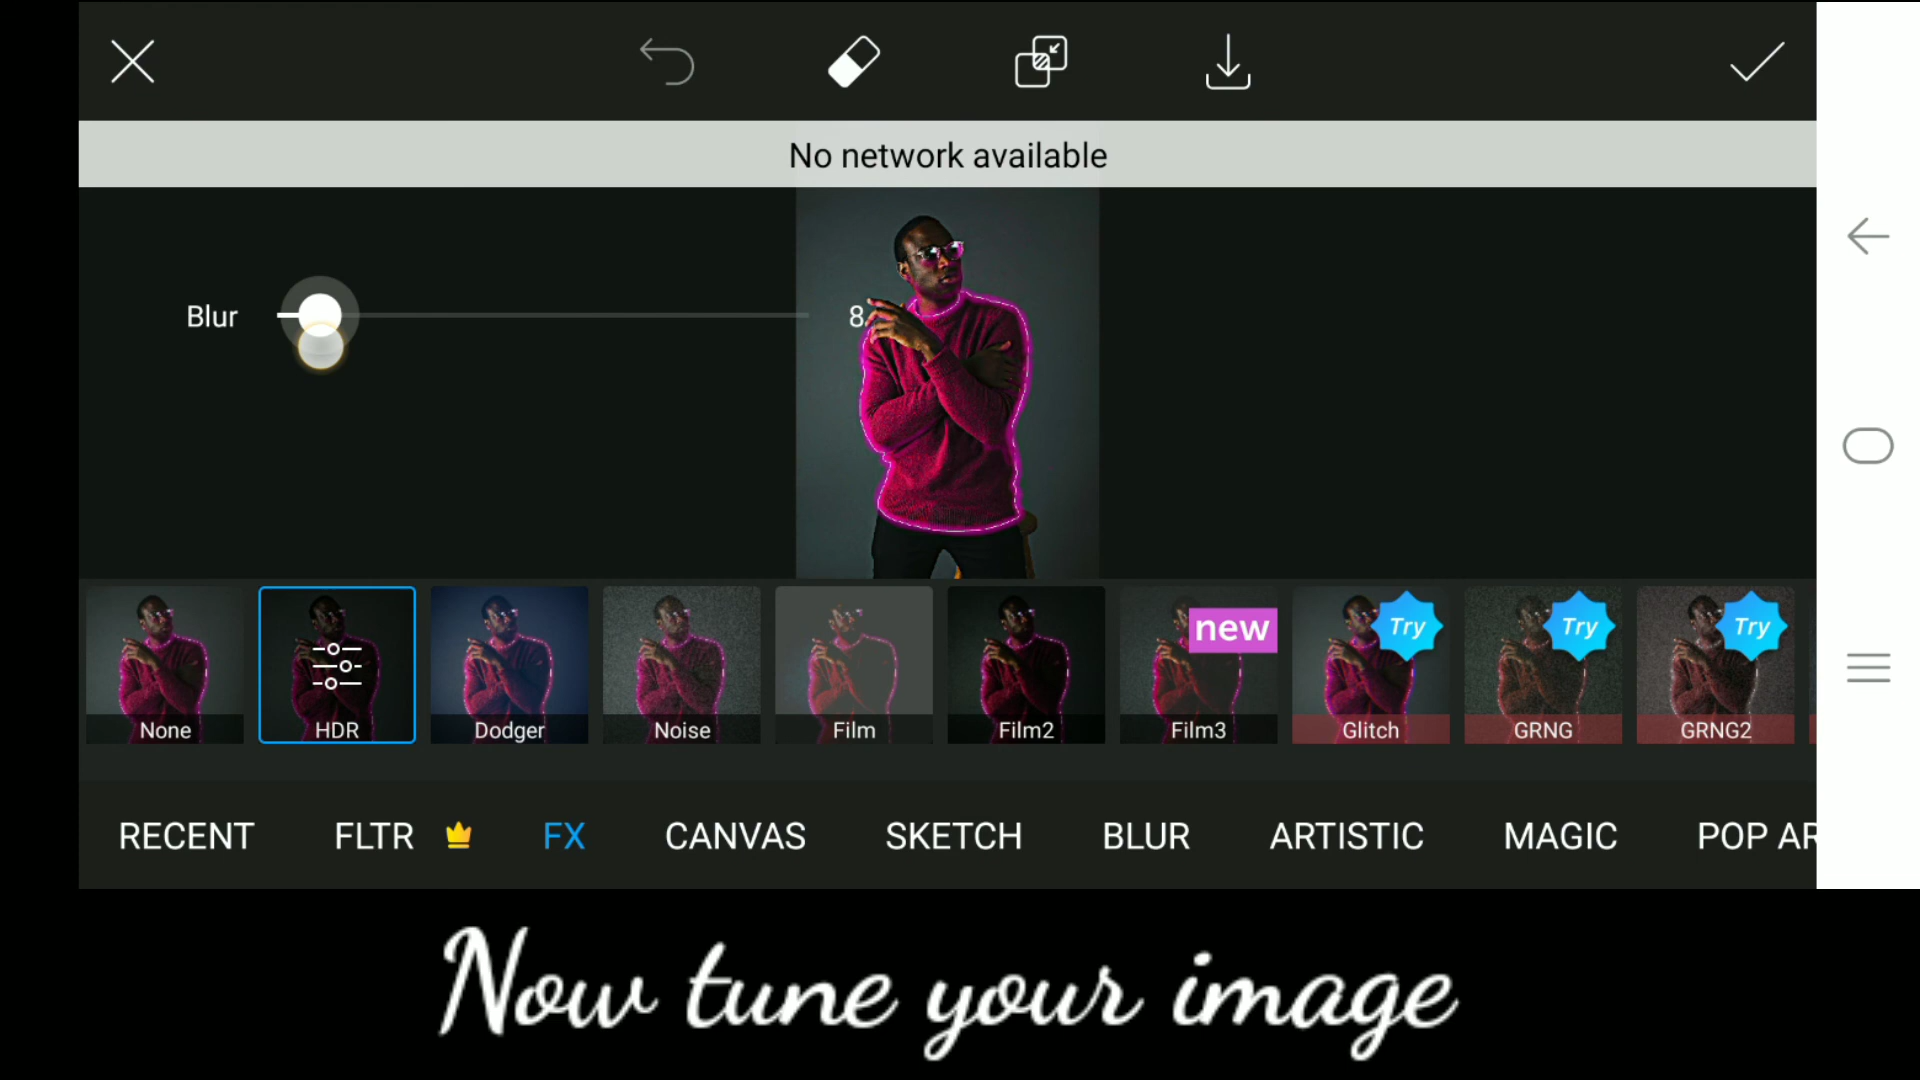 No network available
Blur
8
new
Try
Try
Try
None
HDR
Dodger
Noise
Film
Film2
Film3
Glitch
GRNG
GRNG2
RECENT
FLTR
FX
CANVAS
SKETCH
BLUR
ARTISTIC
MAGIC
POP AR
Now tune your image